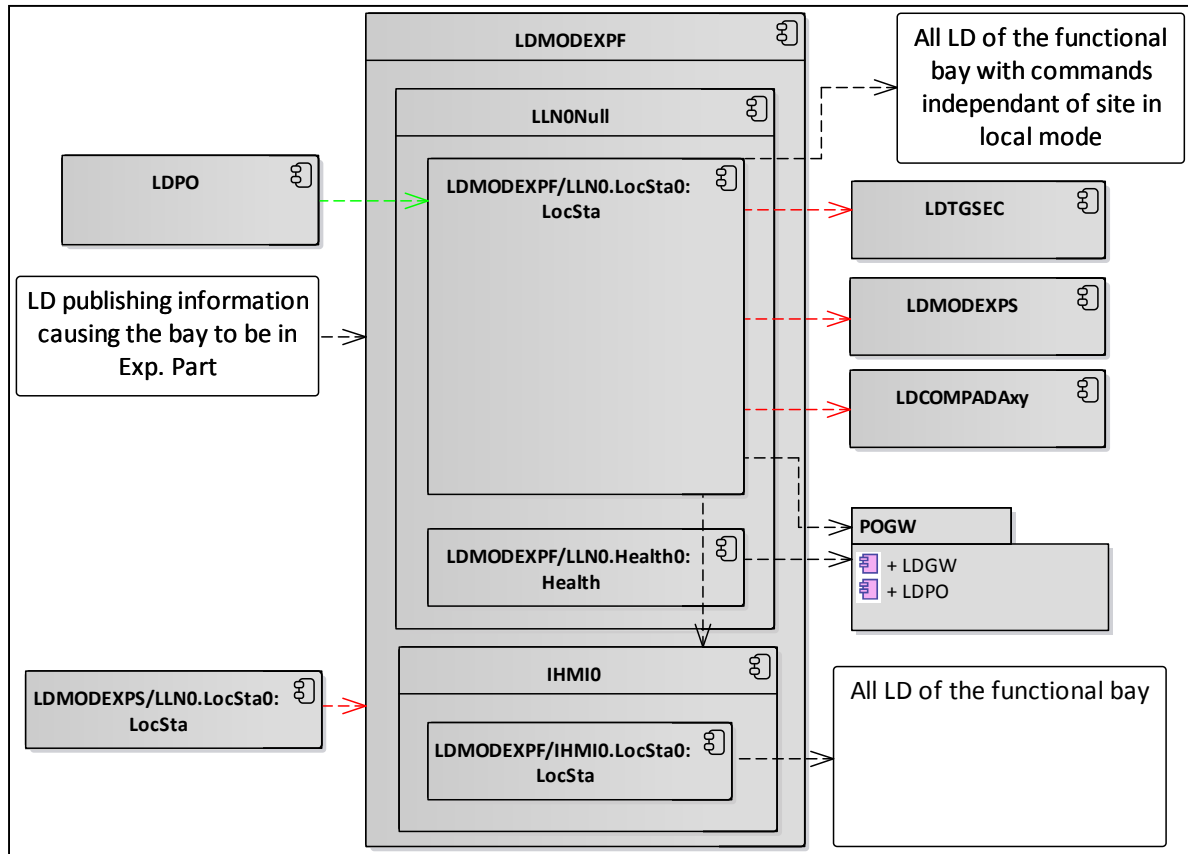 LDMODEXPF
All LD of the functional
bay with commands
independant of site in
local mode
LLN0Null
LDPO
LDMODEXPF/LLN0.LocSta0:
LocSta
LDTGSEC
LD publishing information
causing the bay to be in
Exp. Part
LDMODEXPS
LDCOMPADAxy
POGW
+ LDGW
+ LDPO
LDMODEXPF/LLN0.Health0:
Health
IHMI0
LDMODEXPS/LLN0.LocSta0:
LocSta
All LD of the functional bay
LDMODEXPF/IHMI0.LocSta0:
LocSta